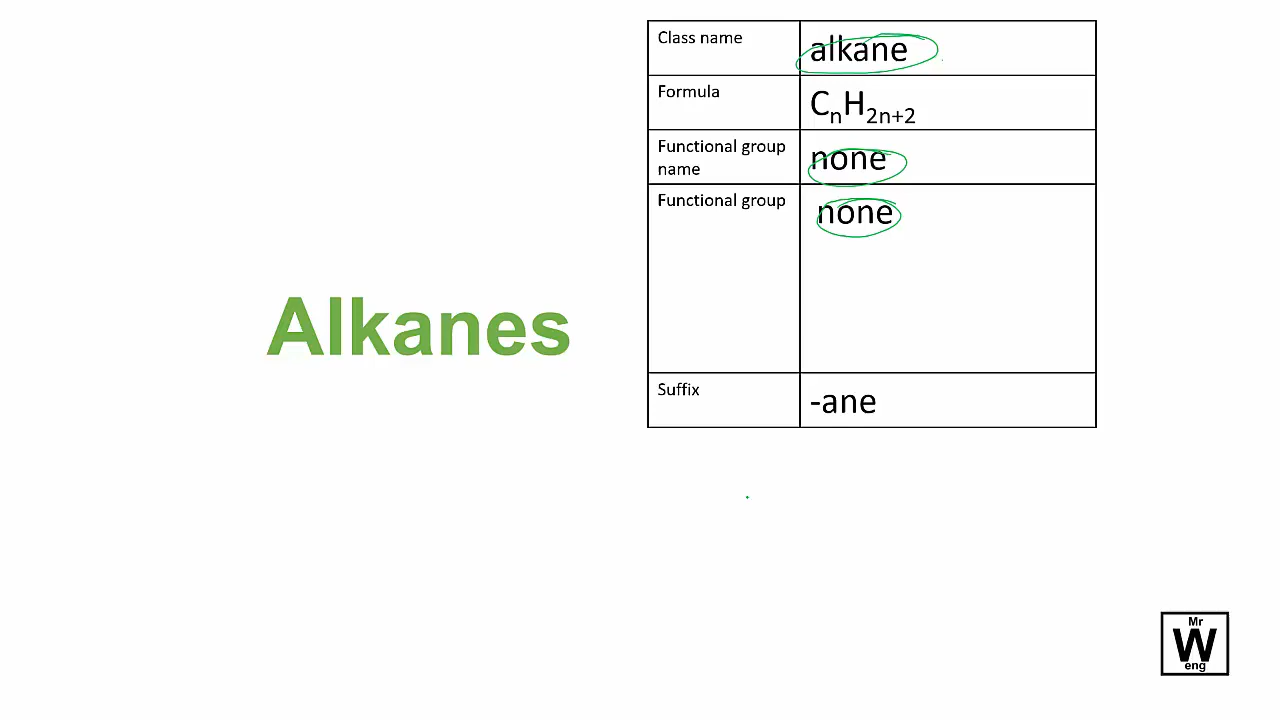 Alkanes
Class name alkane
Formula CₙH₂ₙ₊₂
Functional group name none
Functional group none
Suffix -ane
Mr
W
eng